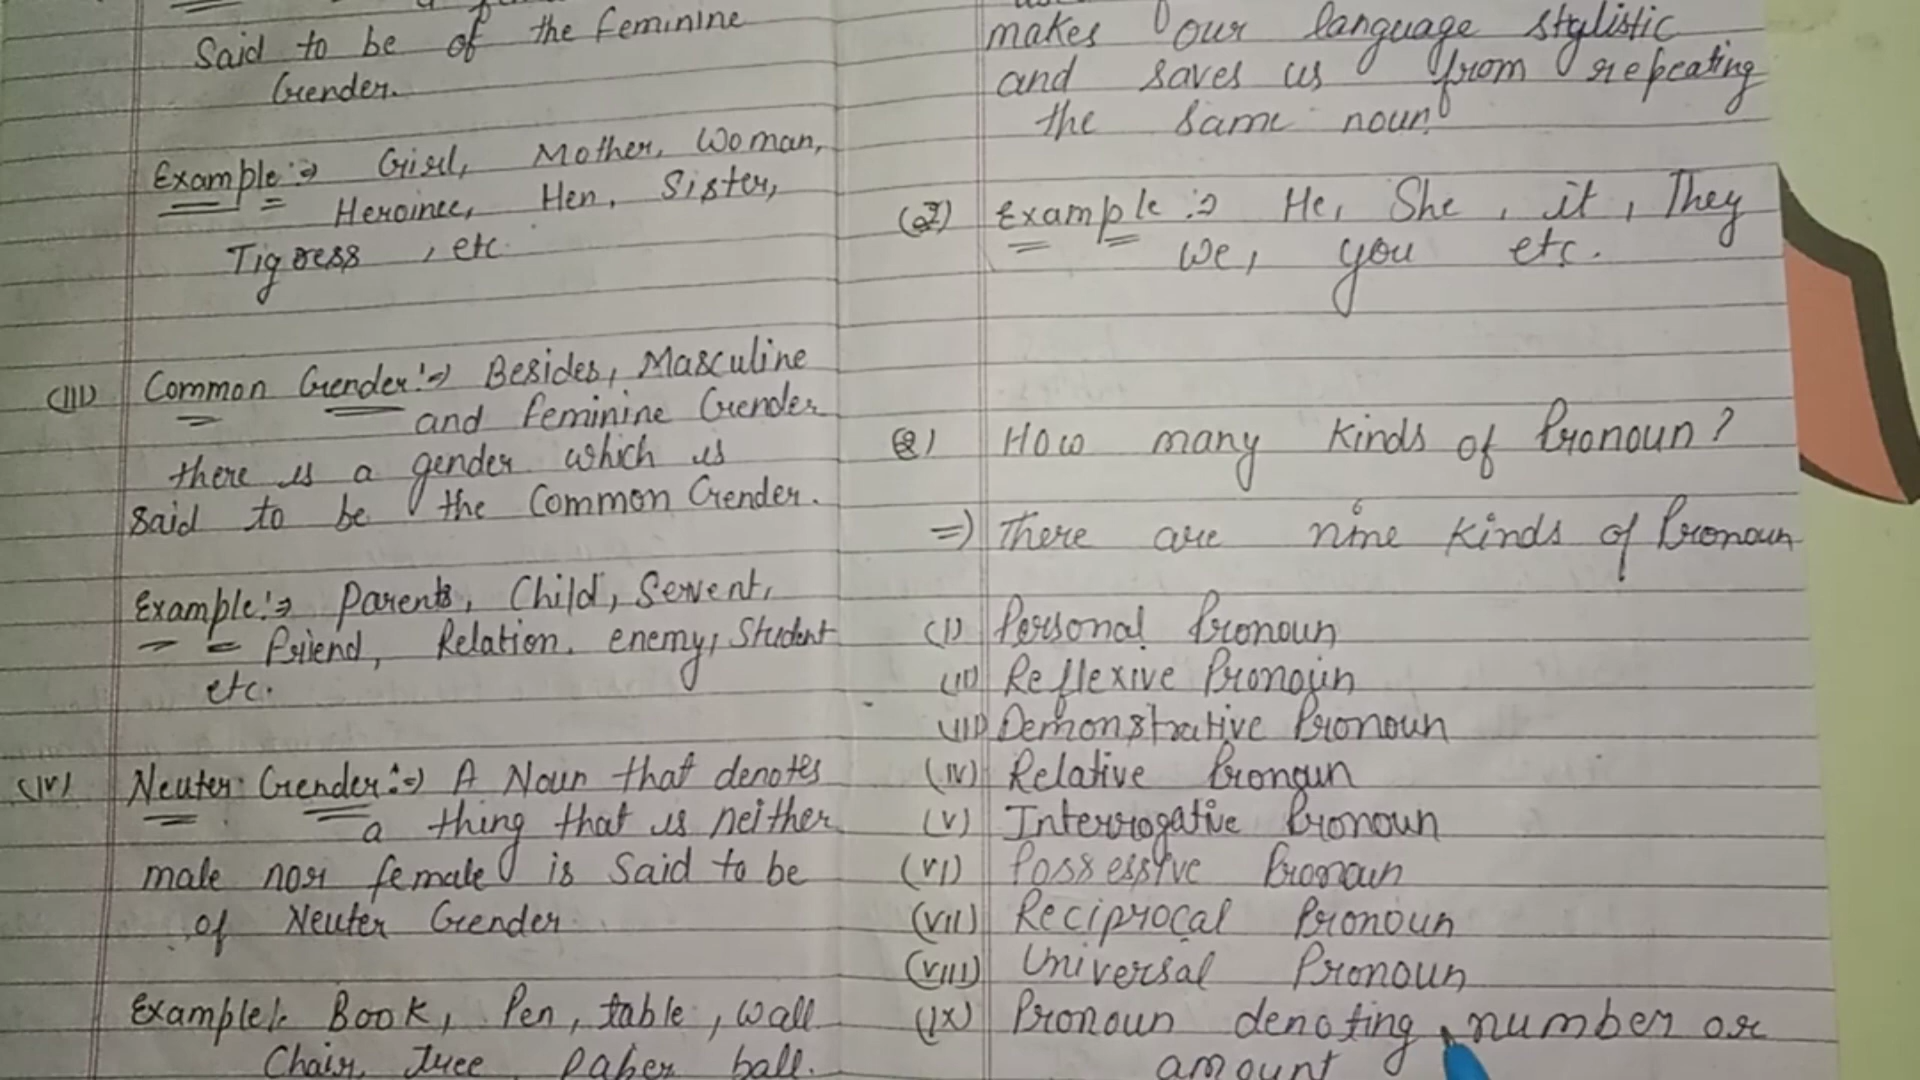 Said to be of the feminine
Gender.
Example :⇒ Girl, Mother, Woman,
Heroinee, Hen, Sister,
Tigress, etc.
(III) Common Gender :⇒ Besides, Masculine
and feminine Gender
there is a gender which is
said to be the Common Gender.
Example :⇒ Parents, Child, Servent,
friend, Relation, enemy, Student
etc.
(IV) Neuter Gender :⇒ A Noun that denotes
a thing that is neither
male nor female is said to be
of Neuter Gender
Example :- Book, Pen, table, wall
Chair, Tree, Paper ball.
makes our language stylistic
and saves us from repeating
the same noun
Example :⇒ He, She, it, They
we, you etc.
Q) How many kinds of Pronoun?
⇒) There are nine kinds of Pronoun
(I) Personal Pronoun
(II) Reflexive Pronoun
(III) Demonstrative Pronoun
(IV) Relative Pronoun
(V) Interrogative Pronoun
(VI) Possessive Pronoun
(VII) Reciprocal Pronoun
(VIII) Universal Pronoun
(IX) Pronoun denoting number or
amount